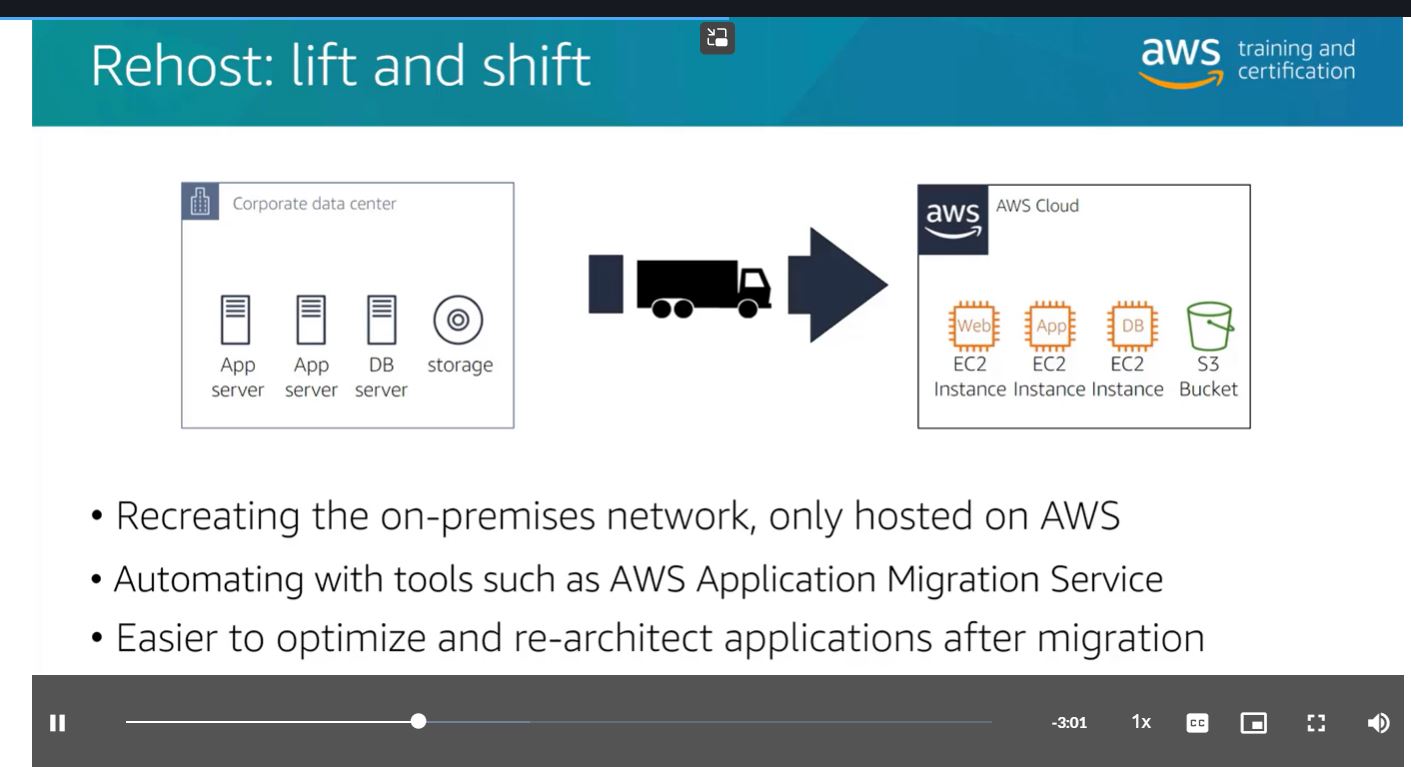 Rehost: lift and shift
aws training and
certification
Corporate data center
App
server
App
server
DB
server
storage
aws
AWS Cloud
Web
EC2
Instance
App
EC2
Instance
DB
EC2
Instance
S3
Bucket
• Recreating the on-premises network, only hosted on AWS
• Automating with tools such as AWS Application Migration Service
• Easier to optimize and re-architect applications after migration
-3:01
1x
CC